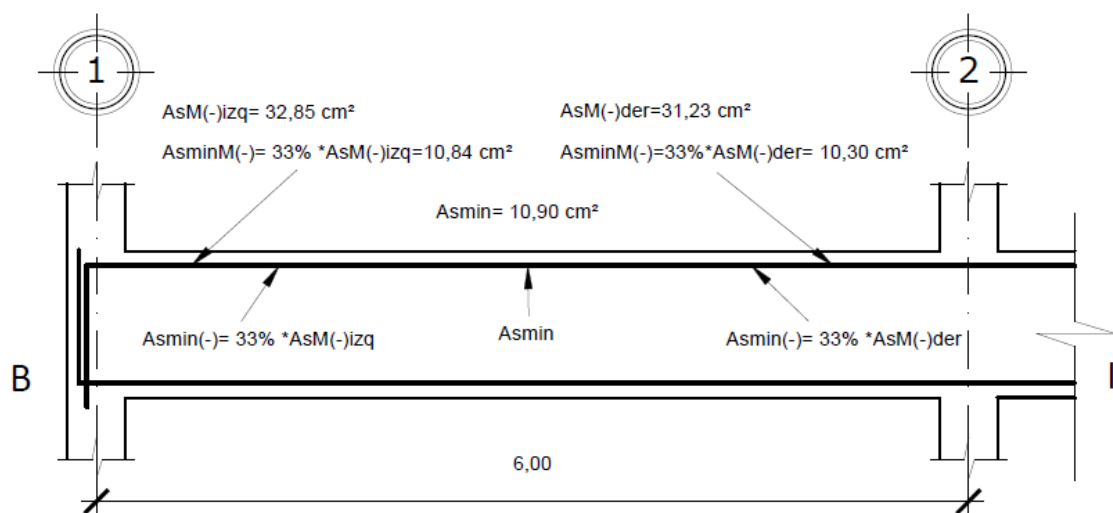 1
2
AsM(-)izq= 32,85 cm²
AsminM(-)= 33% *AsM(-)izq=10,84 cm²
AsM(-)der=31,23 cm²
AsminM(-)=33%*AsM(-)der= 10,30 cm²
Asmin= 10,90 cm²
Asmin(-)= 33% *AsM(-)izq
Asmin
Asmin(-)= 33% *AsM(-)der
B
6,00